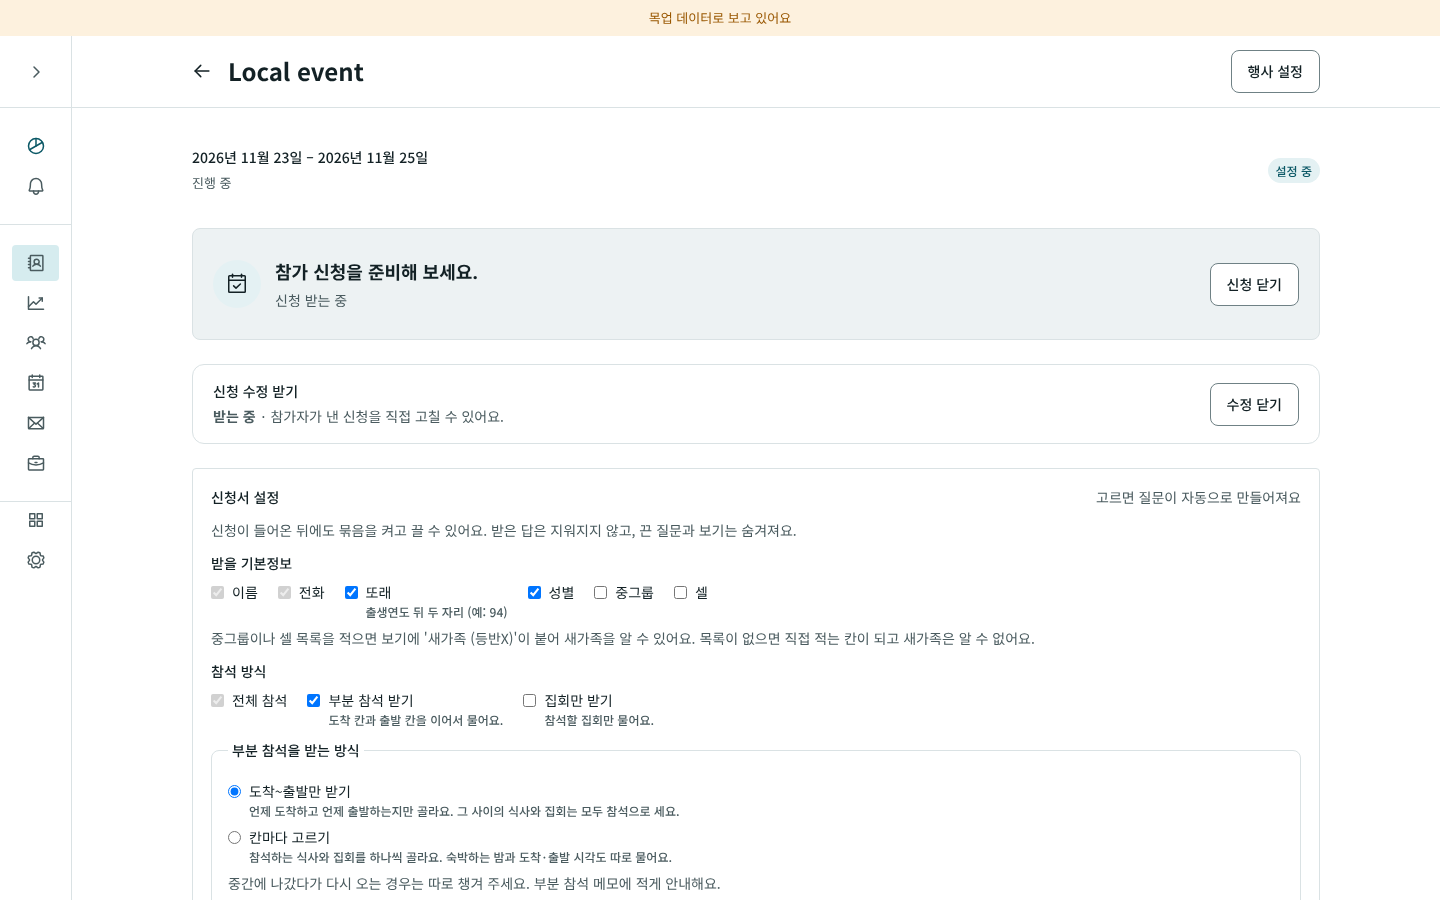 목업 데이터로 보고 있어요
Local event
행사 설정
2026년 11월 23일 – 2026년 11월 25일
진행 중
설정 중
참가 신청을 준비해 보세요.
신청 받는 중
신청 닫기
신청 수정 받기
받는 중 · 참가자가 낸 신청을 직접 고칠 수 있어요.
수정 닫기
신청서 설정
고르면 질문이 자동으로 만들어져요
신청이 들어온 뒤에도 묶음을 켜고 끌 수 있어요. 받은 답은 지워지지 않고, 끈 질문과 보기는 숨겨져요.
받을 기본정보
이름 전화 또래 성별 중그룹 셀
출생연도 뒤 두 자리 (예: 94)
중그룹이나 셀 목록을 적으면 보기에 '새가족 (등반X)'이 붙어 새가족을 알 수 있어요. 목록이 없으면 직접 적는 칸이 되고 새가족은 알 수 없어요.
참석 방식
전체 참석 부분 참석 받기 집회만 받기
도착 칸과 출발 칸을 이어서 물어요. 참석할 집회만 물어요.
부분 참석을 받는 방식
도착~출발만 받기
언제 도착하고 언제 출발하는지만 골라요. 그 사이의 식사와 집회는 모두 참석으로 세요.
칸마다 고르기
참석하는 식사와 집회를 하나씩 골라요. 숙박하는 밤과 도착·출발 시각도 따로 물어요.
중간에 나갔다가 다시 오는 경우는 따로 챙겨 주세요. 부분 참석 메모에 적게 안내해요.